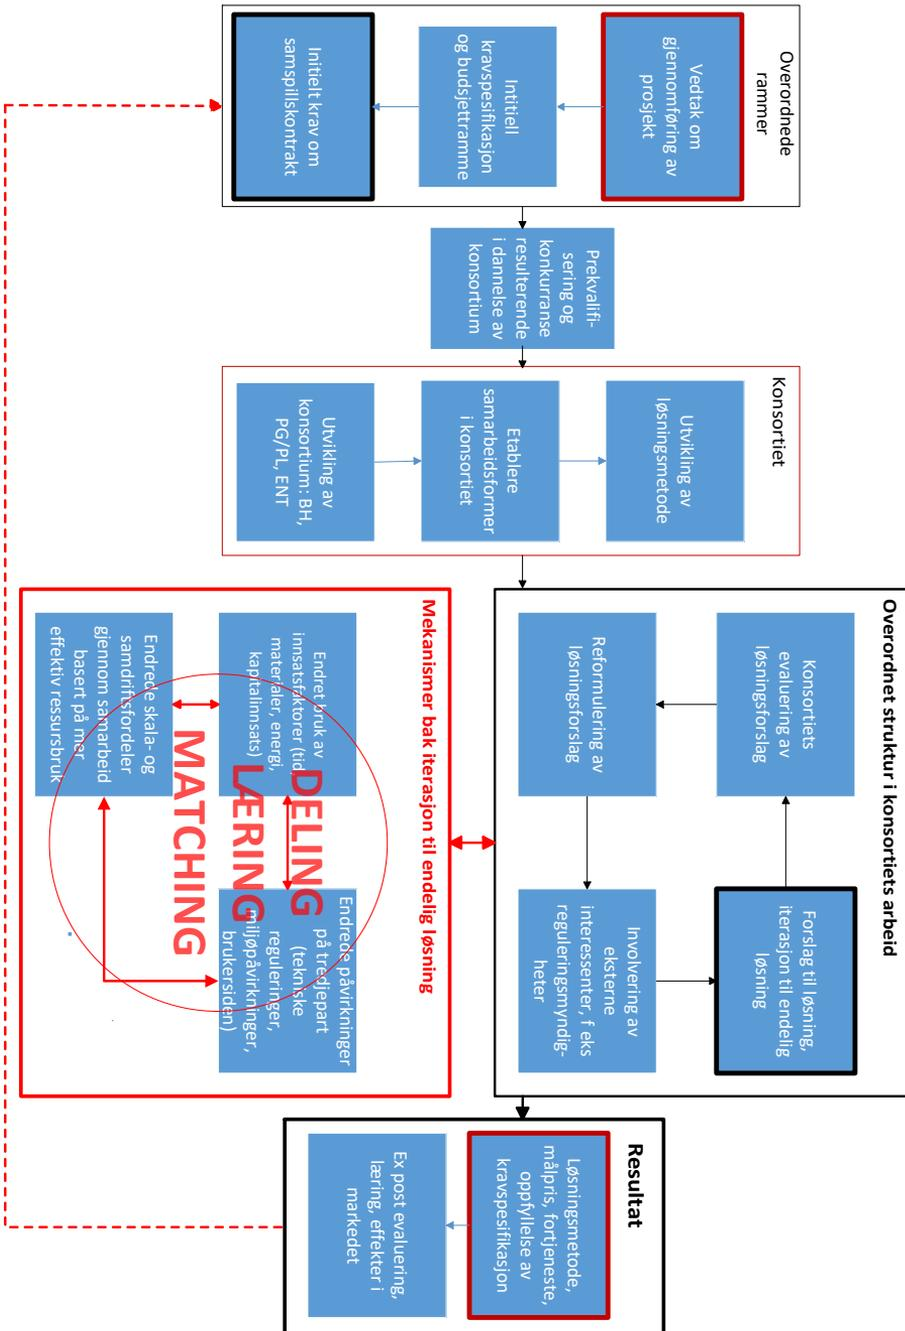 Overordnede
rammer
Vedtak om
gjennomføring av
prosjekt
Intitiell
kravspesifikasjon
og budsjettramme
Initielt krav om
samspillskontrakt
Prekvalifi-
sering og
konkurranse
resulterende
i dannelse av
konsortium
Konsortiet
Utvikling av
løsningsmetode
Etablere
samarbeidsformer
i konsortiet
Utvikling av
konsortium: BH,
PG/PL, ENT
Overordnet struktur i konsortiets arbeid
Konsortiets
evaluering av
løsningsforslag
Forslag til løsning,
iterasjon til endelig
løsning
Reformulering av
løsningsforslag
Involvering av
eksterne
interessenter, f eks
reguleringsmyndig-
heter
Mekanismer bak iterasjon til endelig løsning
Endret bruk av
innsatsfaktorer (tid,
materialer, energi,
kapitalinnsats)
Endrede påvirkninger
på tredjepart
(tekniske
reguleringer,
miljøpåvirkninger,
brukersiden)
Endrede skala- og
samdriftsfordeler
gjennom samarbeid
basert på mer
effektiv ressursbruk
DELING
LÆRING
MATCHING
Resultat
Løsningsmetode,
målpris, fortjeneste,
oppfyllelse av
kravspesifikasjon
Ex post evaluering,
læring, effekter i
markedet